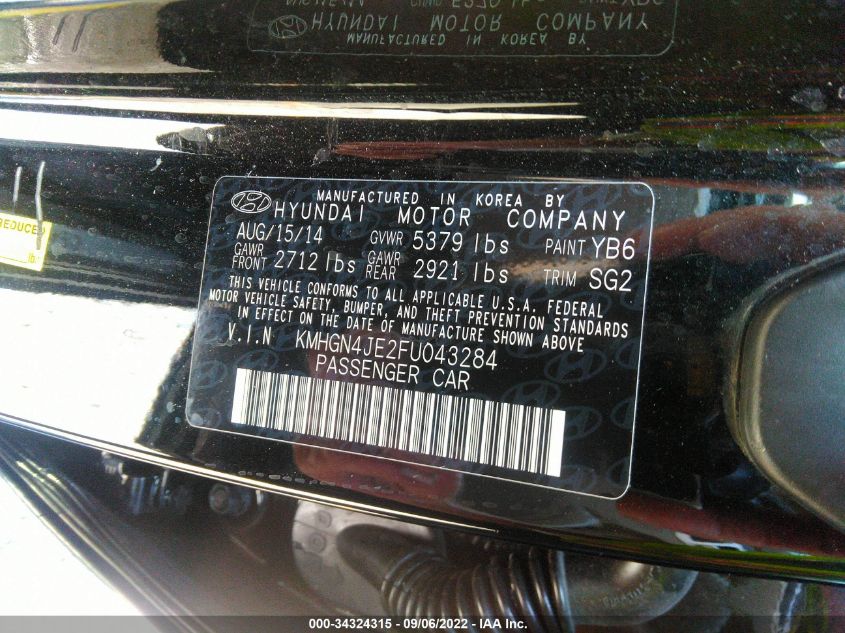 HYUNDAI MOTOR COMPANY
MANUFACTURED IN KOREA BY
REDUCED
lb
MANUFACTURED IN KOREA BY
HYUNDAI MOTOR COMPANY
AUG/15/14 GVWR 5379 lbs PAINT YB6
GAWR FRONT 2712 lbs GAWR REAR 2921 lbs TRIM SG2
THIS VEHICLE CONFORMS TO ALL APPLICABLE U.S.A. FEDERAL
MOTOR VEHICLE SAFETY, BUMPER, AND THEFT PREVENTION STANDARDS
IN EFFECT ON THE DATE OF MANUFACTURE SHOWN ABOVE
V.I.N KMHGN4JE2FU043284
PASSENGER CAR
000-34324315 - 09/06/2022 - IAA Inc.